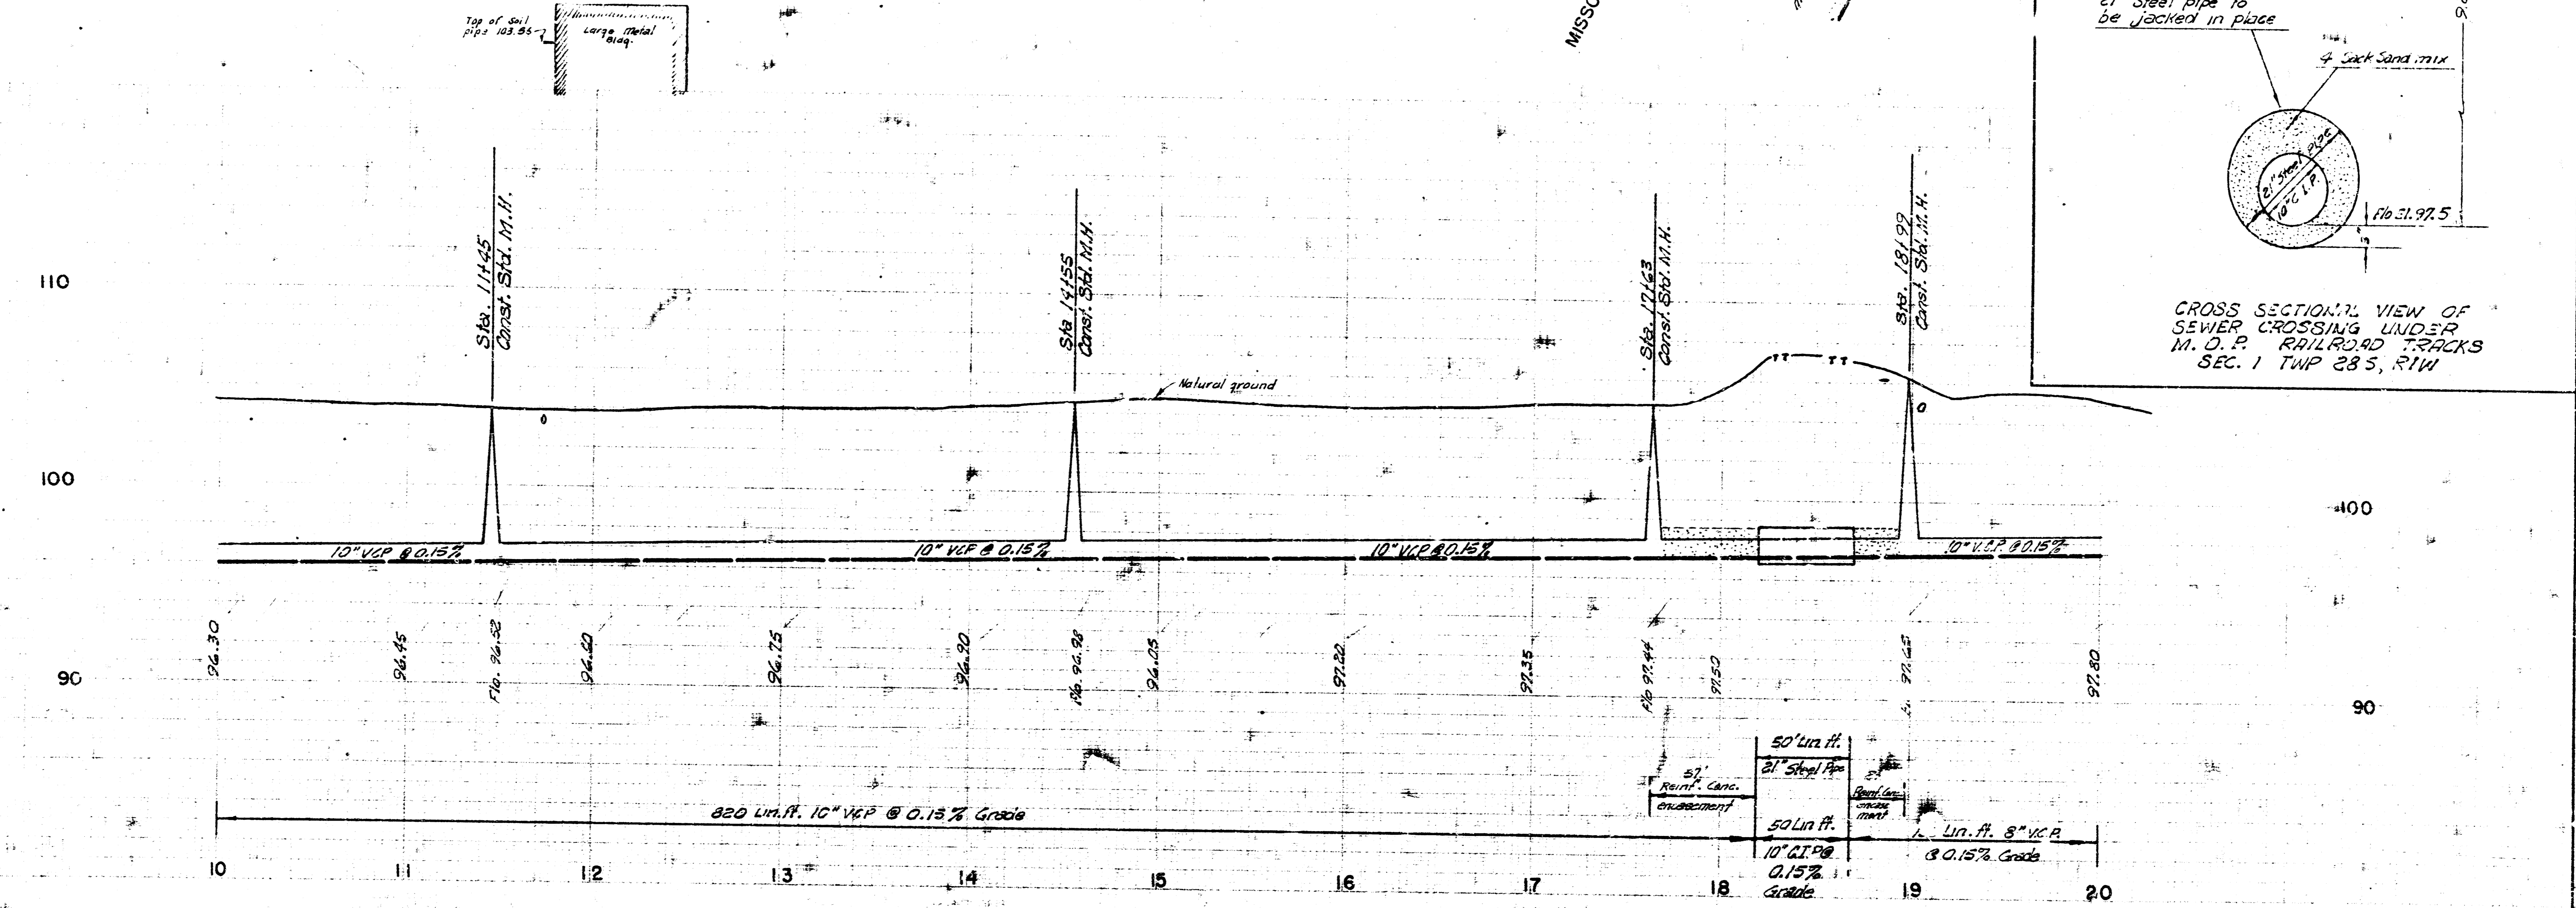 Top of Soil
pipe 103.55
Large Metal
Bldg.
MISSO
21" Steel pipe to
be jacked in place
4 Sack Sand mix
21" Steel Pipe
10" C.I.P.
Flo El. 97.5
3"
CROSS SECTIONAL VIEW OF
SEWER CROSSING UNDER
M.O.P. RAILROAD TRACKS
SEC. 1 TWP 28 S, R1W
Sta. 11+45
Const. Std. M.H.
Sta 14+55
Const. Std. M.H.
Sta. 17+63
Const. Std. M.H.
Sta. 18+99
Const. Std. M.H.
110
Natural ground
100
100
10" VCP @ 0.15%
10" VCP @ 0.15%
10" VCP @ 0.15%
10" V.C.P. @ 0.15%
96.30
96.45
Flo. 96.52
96.60
96.75
96.90
Flo. 96.98
96.05
97.20
97.35
Flo 97.44
97.50
97.65
97.80
90
90
50' Lin ft.
21" Steel Pipe
57'
Reinf. Conc.
encasement
Reinf. Conc
encase
ment
820 Lin. ft. 10" VCP @ 0.15% Grade
50 Lin ft.
10" C.I.P @
0.15%
Grade
Lin. ft. 8" V.C.P.
@ 0.15% Grade
10 11 12 13 14 15 16 17 18 19 20